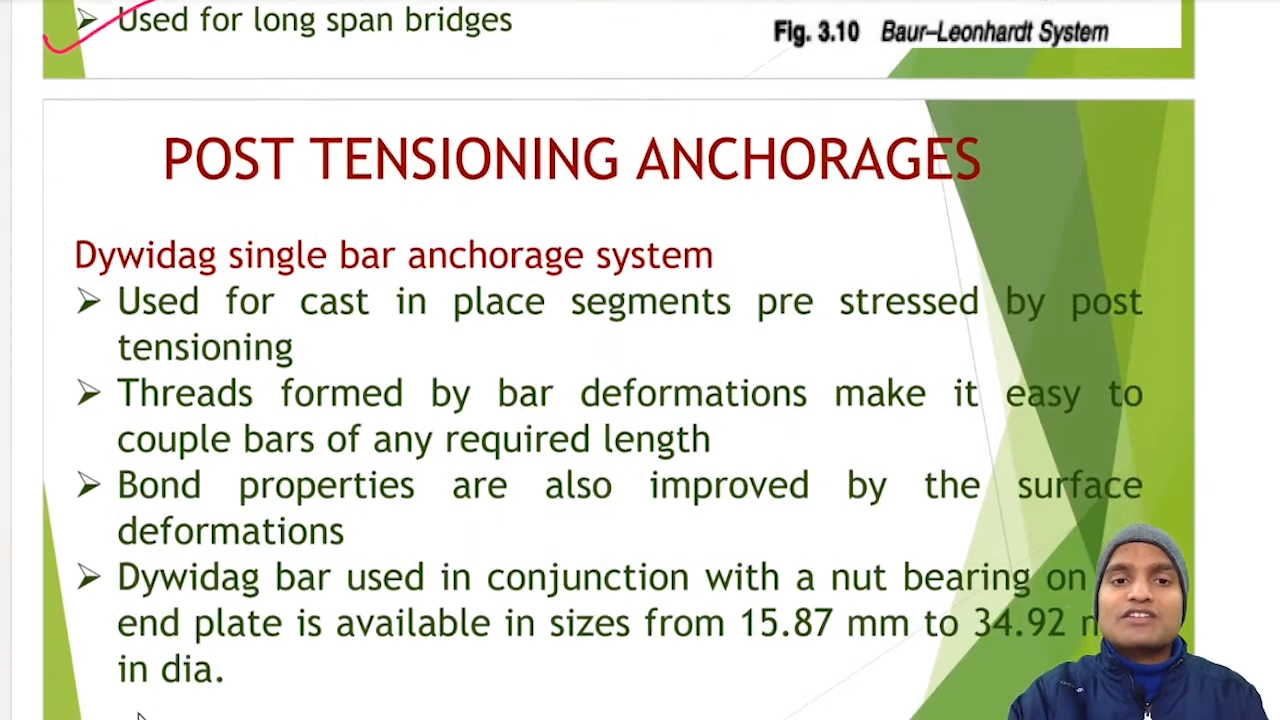 Used for long span bridges
Fig. 3.10 Baur–Leonhardt System
POST TENSIONING ANCHORAGES
Dywidag single bar anchorage system
Used for cast in place segments pre stressed by post
tensioning
Threads formed by bar deformations make it easy to
couple bars of any required length
Bond properties are also improved by the surface
deformations
Dywidag bar used in conjunction with a nut bearing on
end plate is available in sizes from 15.87 mm to 34.92
in dia.